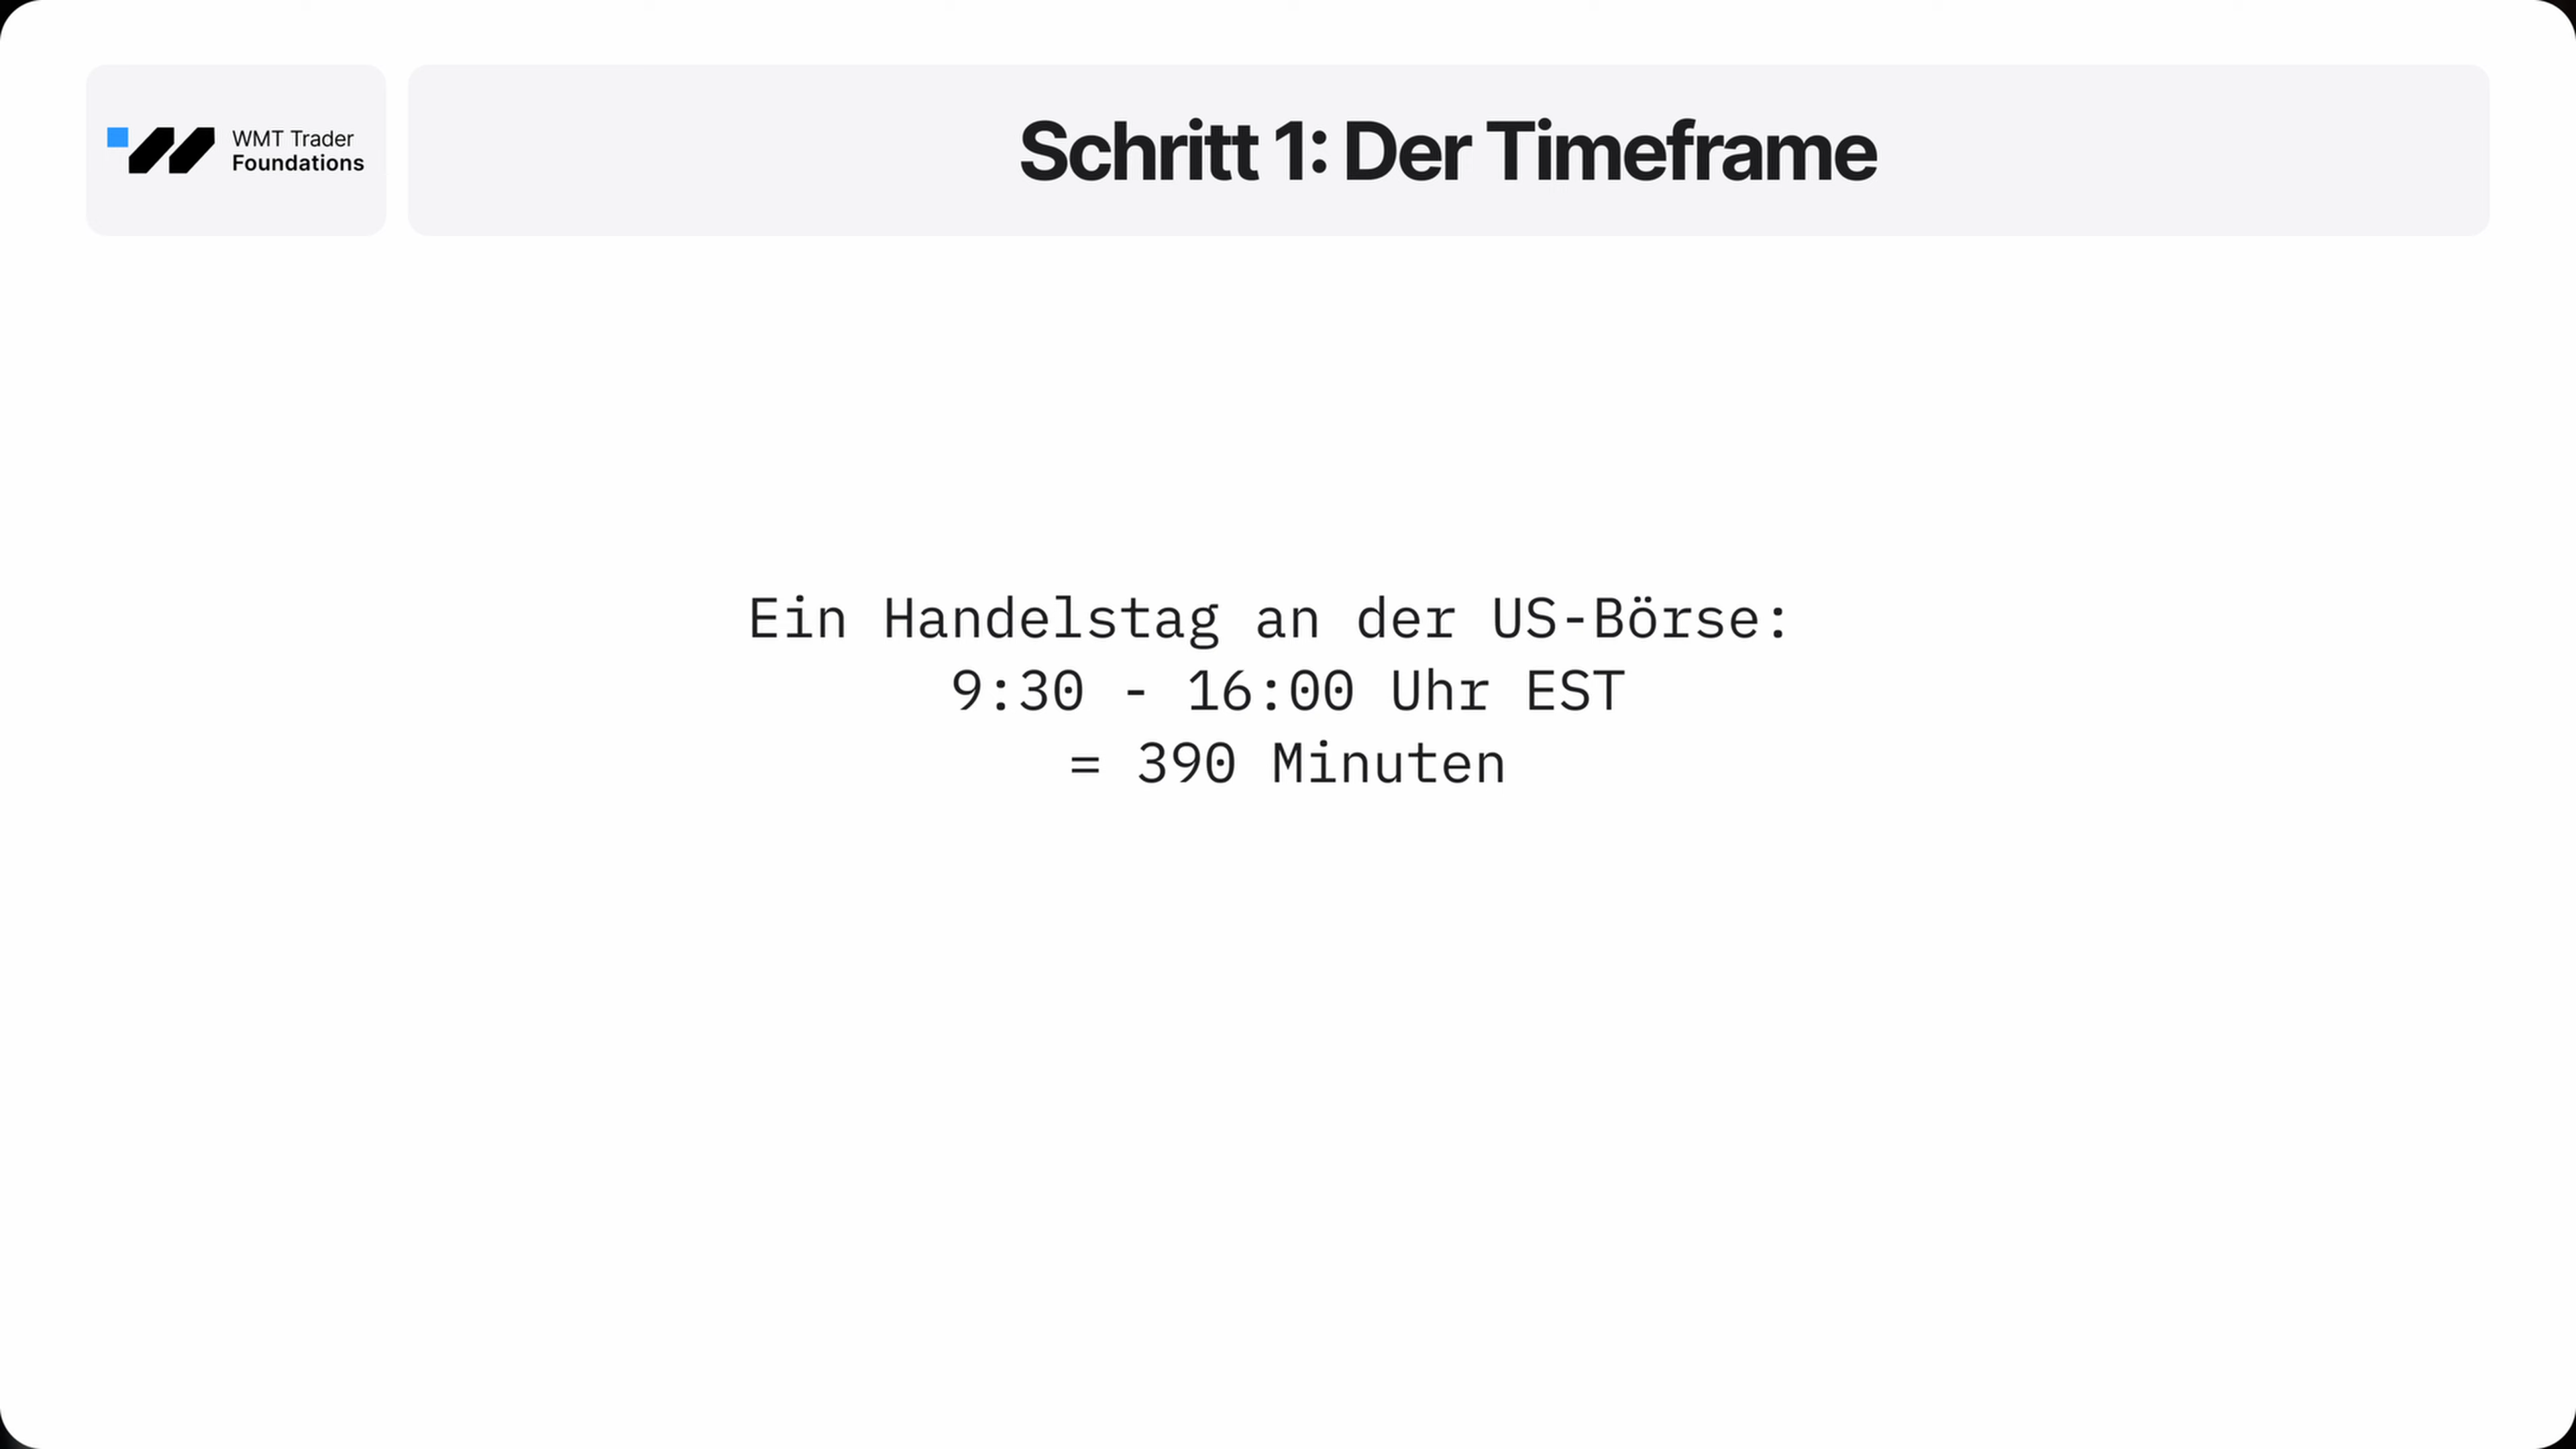 WMT Trader
Foundations
Schritt 1: Der Timeframe
Ein Handelstag an der US-Börse:
9:30 - 16:00 Uhr EST
= 390 Minuten